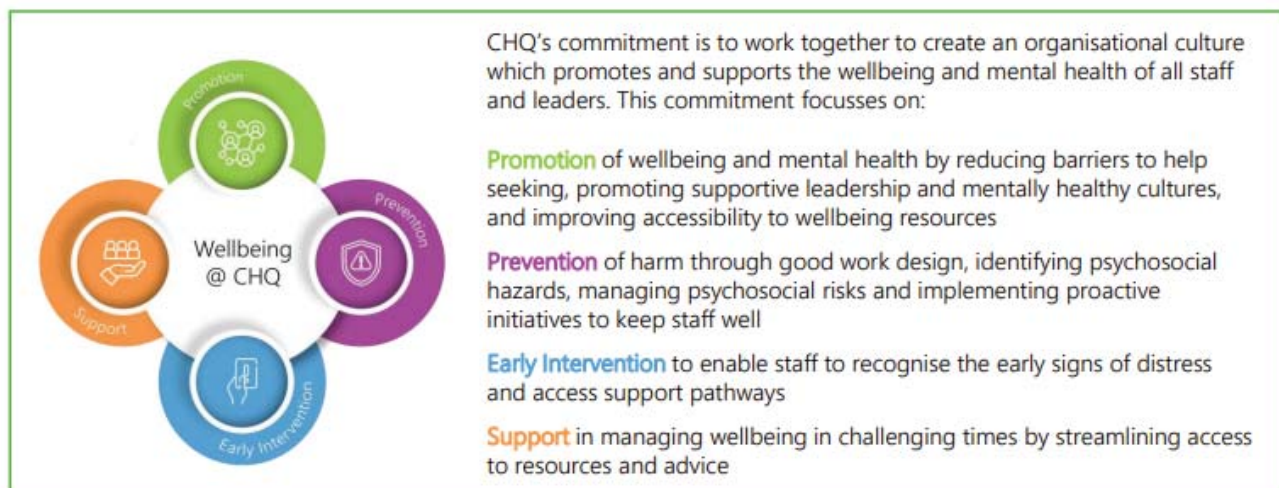 Promotion
Prevention
Wellbeing
@ CHQ
Support
Early Intervention
CHQ's commitment is to work together to create an organisational culture
which promotes and supports the wellbeing and mental health of all staff
and leaders. This commitment focusses on:
Promotion of wellbeing and mental health by reducing barriers to help
seeking, promoting supportive leadership and mentally healthy cultures,
and improving accessibility to wellbeing resources
Prevention of harm through good work design, identifying psychosocial
hazards, managing psychosocial risks and implementing proactive
initiatives to keep staff well
Early Intervention to enable staff to recognise the early signs of distress
and access support pathways
Support in managing wellbeing in challenging times by streamlining access
to resources and advice